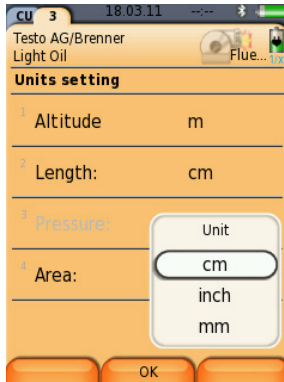 CU 3 18.03.11 --:--
Testo AG/Brenner
Light Oil
Flue... 1/x
Units setting
1 Altitude m
2 Length: cm
3 Pressure:
4 Area:
Unit
cm
inch
mm
OK